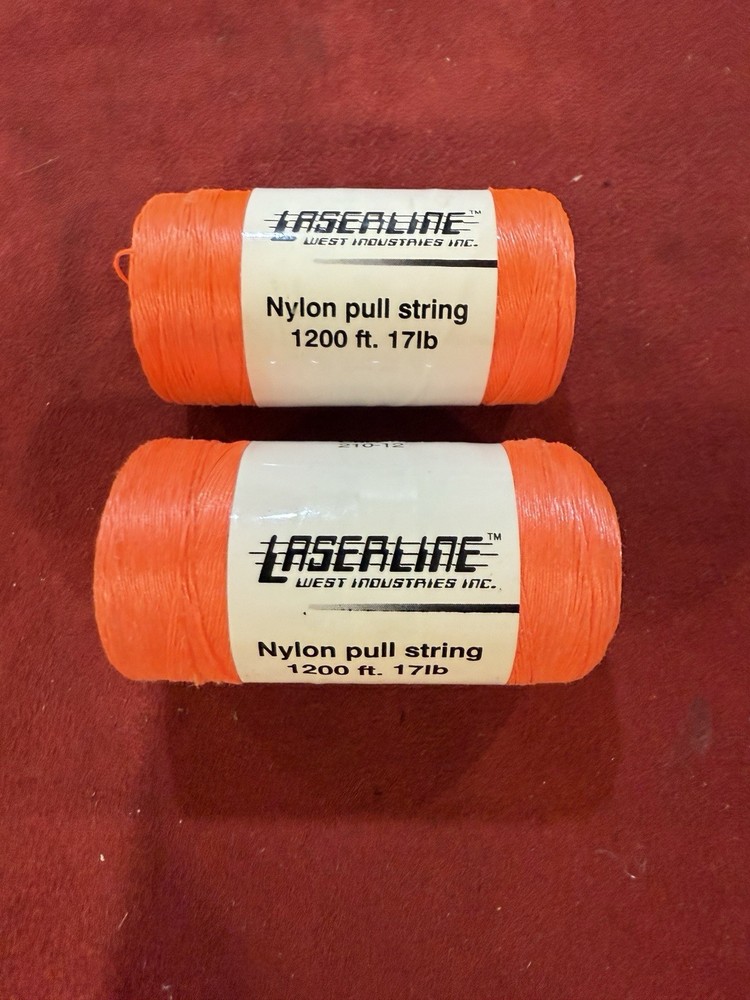 LASERLINE™
WEST INDUSTRIES INC.
Nylon pull string
1200 ft. 17lb
210-12
LASERLINE™
WEST INDUSTRIES INC.
Nylon pull string
1200 ft. 17lb